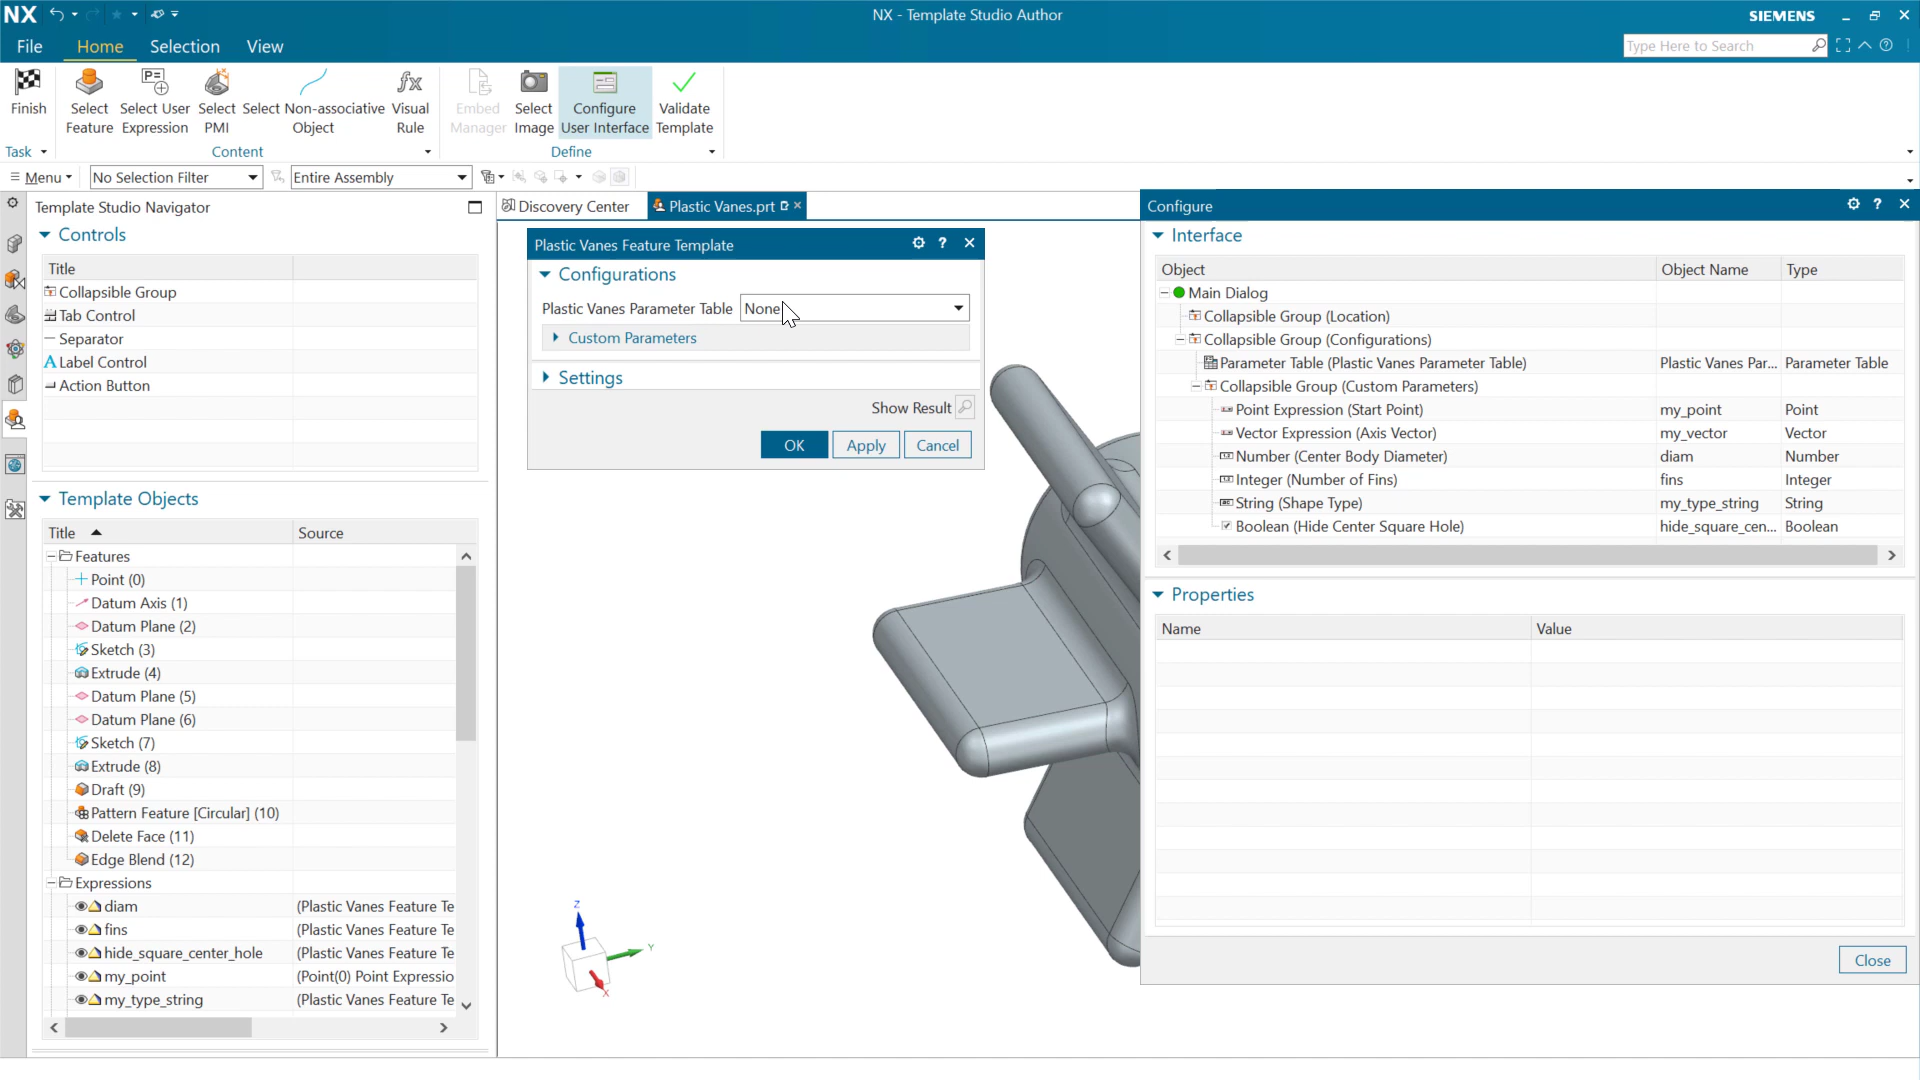 NX
NX - Template Studio Author
SIEMENS
File
Home
Selection
View
Type Here to Search
Finish
Select Feature
Select User Expression
Select PMI
Select Non-associative Object
Visual Rule
Embed Manager
Select Image
Configure User Interface
Validate Template
Task
Content
Define
Menu
No Selection Filter
Entire Assembly
Template Studio Navigator
Controls
Title
Collapsible Group
Tab Control
Separator
Label Control
Action Button
Template Objects
Title
Source
Features
Point (0)
Datum Axis (1)
Datum Plane (2)
Sketch (3)
Extrude (4)
Datum Plane (5)
Datum Plane (6)
Sketch (7)
Extrude (8)
Draft (9)
Pattern Feature [Circular] (10)
Delete Face (11)
Edge Blend (12)
Expressions
diam (Plastic Vanes Feature Te
fins (Plastic Vanes Feature Te
hide_square_center_hole (Plastic Vanes Feature Te
my_point (Point(0) Point Expressio
my_type_string (Plastic Vanes Feature Te
Discovery Center
Plastic Vanes.prt
Plastic Vanes Feature Template
Configurations
Plastic Vanes Parameter Table None
Custom Parameters
Settings
Show Result
OK
Apply
Cancel
Z
Y
X
Configure
Interface
Object Object Name Type
Main Dialog
Collapsible Group (Location)
Collapsible Group (Configurations)
Parameter Table (Plastic Vanes Parameter Table) Plastic Vanes Par... Parameter Table
Collapsible Group (Custom Parameters)
Point Expression (Start Point) my_point Point
Vector Expression (Axis Vector) my_vector Vector
Number (Center Body Diameter) diam Number
Integer (Number of Fins) fins Integer
String (Shape Type) my_type_string String
Boolean (Hide Center Square Hole) hide_square_cen... Boolean
Properties
Name Value
Close